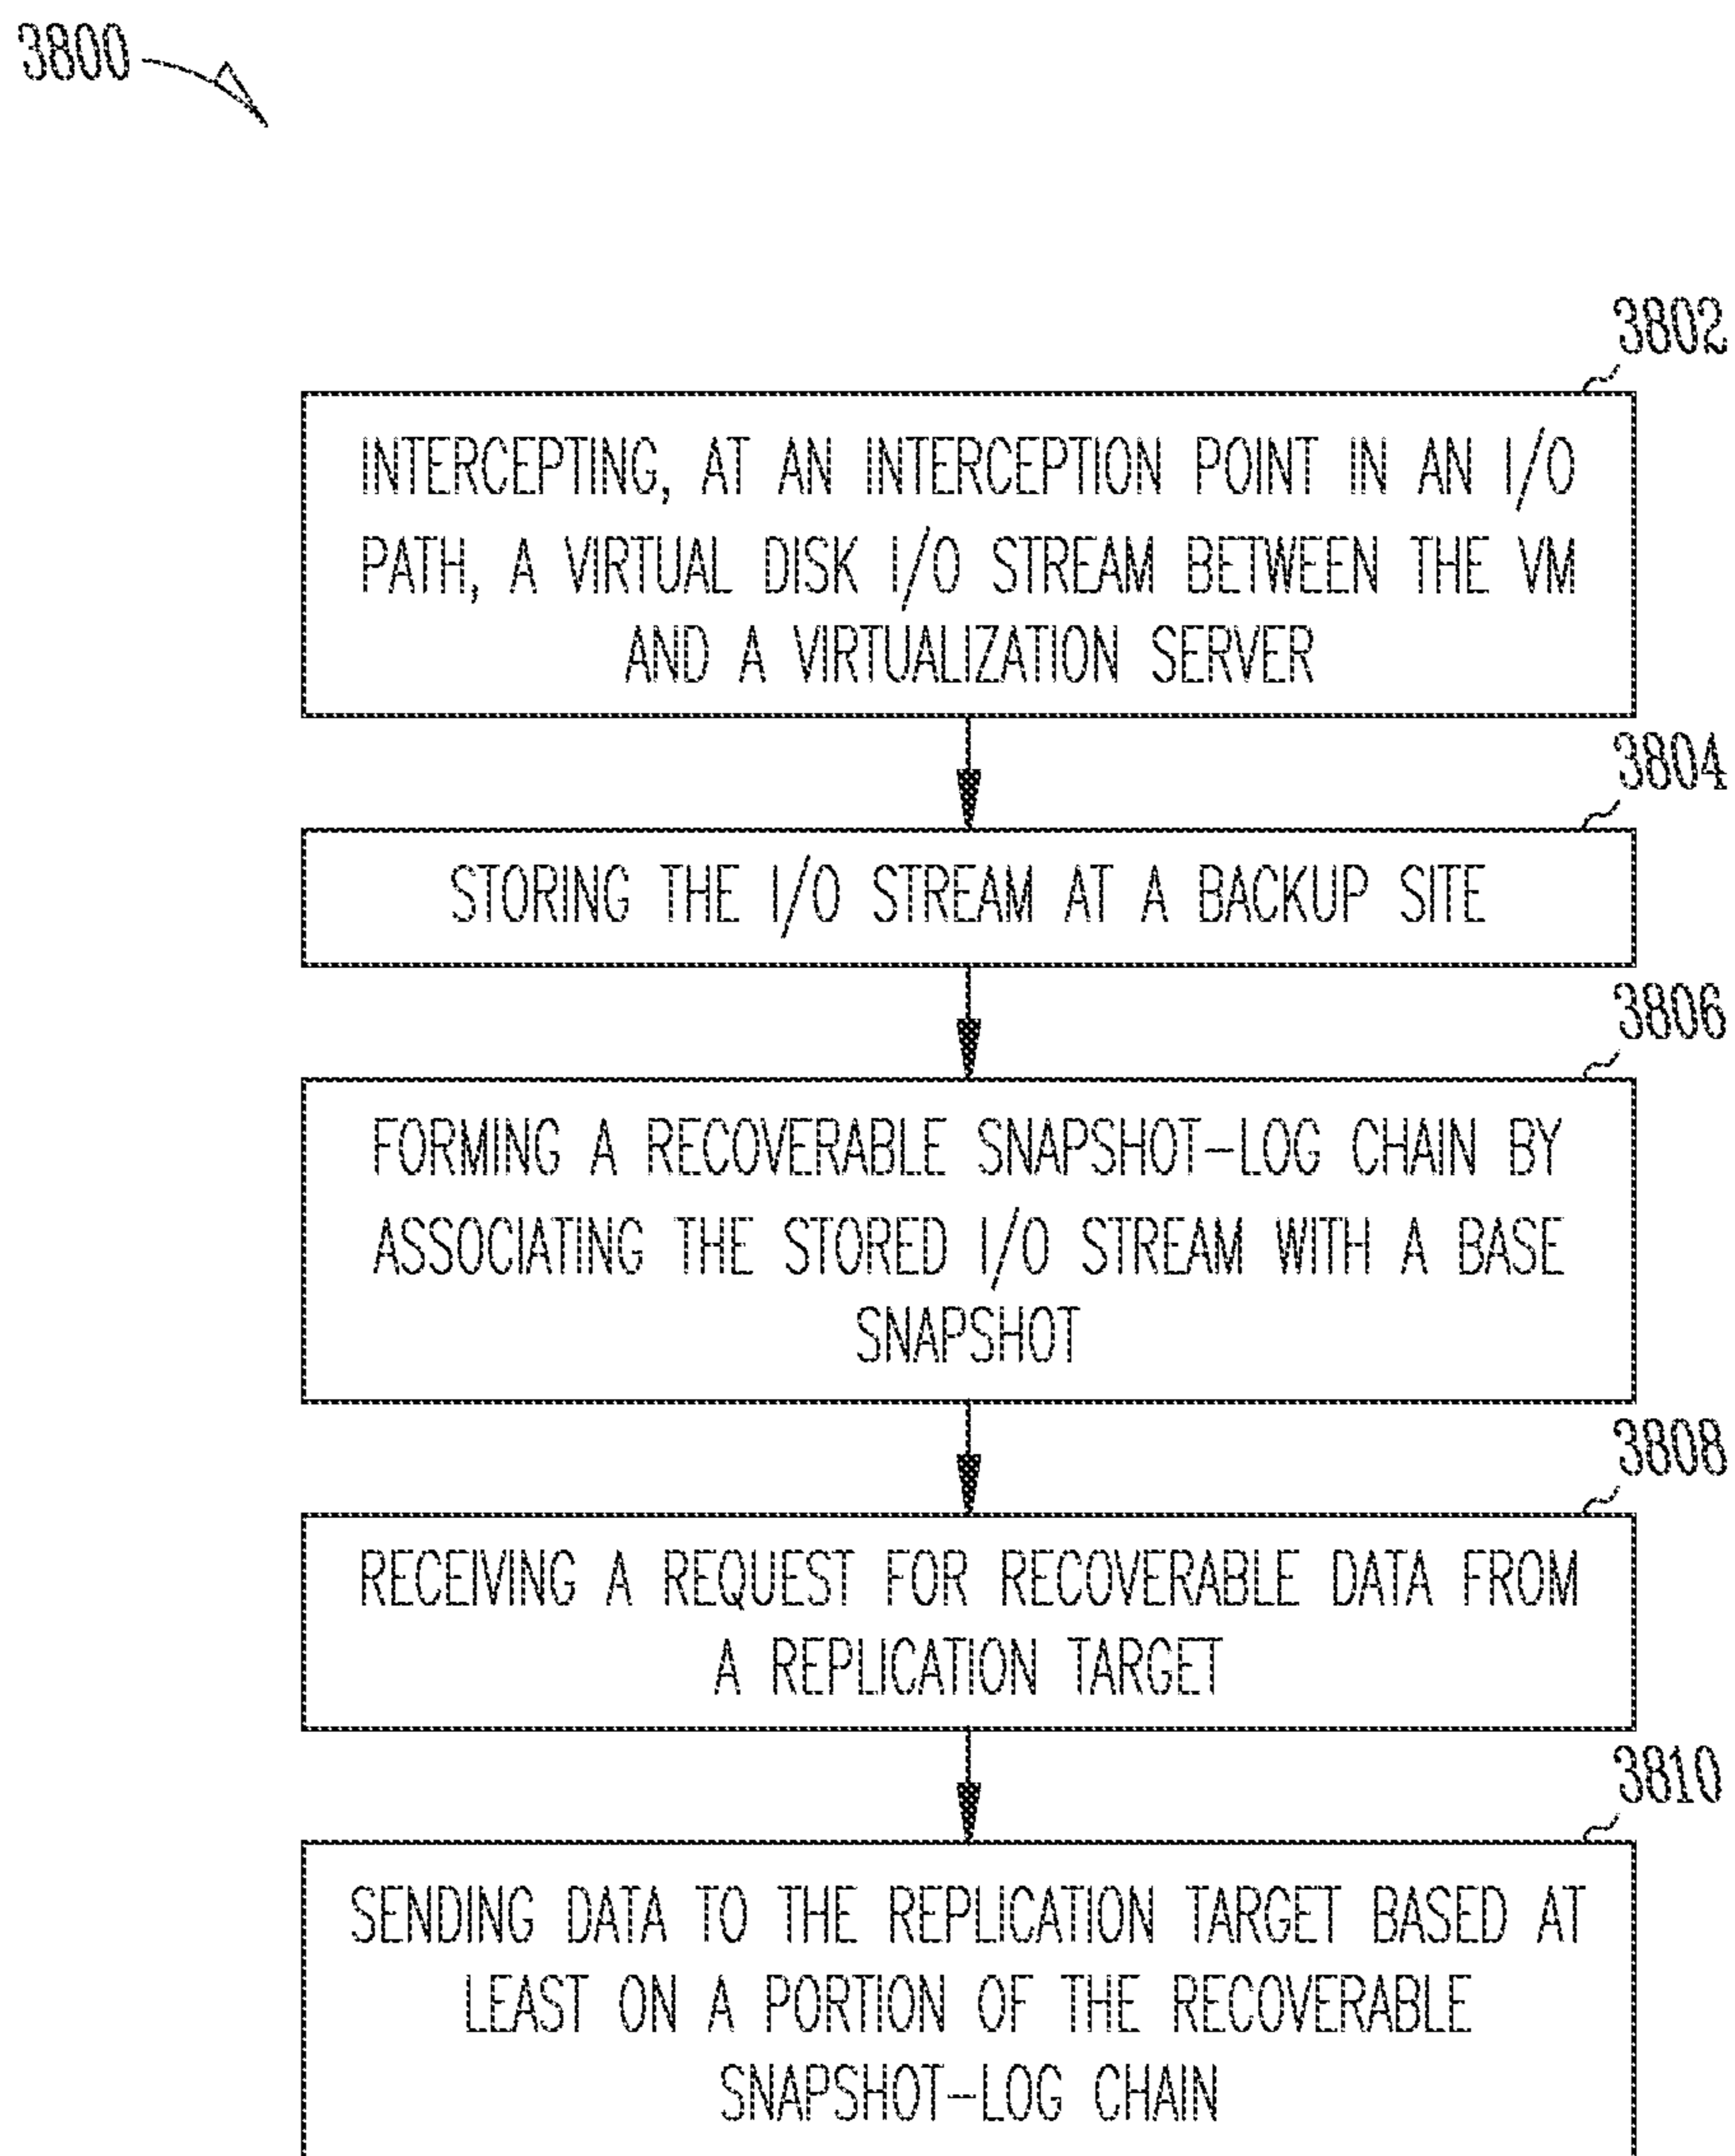 3800
3802
INTERCEPTING, AT AN INTERCEPTION POINT IN AN I/O
PATH, A VIRTUAL DISK I/O STREAM BETWEEN THE VM
AND A VIRTUALIZATION SERVER
3804
STORING THE I/O STREAM AT A BACKUP SITE
3806
FORMING A RECOVERABLE SNAPSHOT-LOG CHAIN BY
ASSOCIATING THE STORED I/O STREAM WITH A BASE
SNAPSHOT
3808
RECEIVING A REQUEST FOR RECOVERABLE DATA FROM
A REPLICATION TARGET
3810
SENDING DATA TO THE REPLICATION TARGET BASED AT
LEAST ON A PORTION OF THE RECOVERABLE
SNAPSHOT-LOG CHAIN